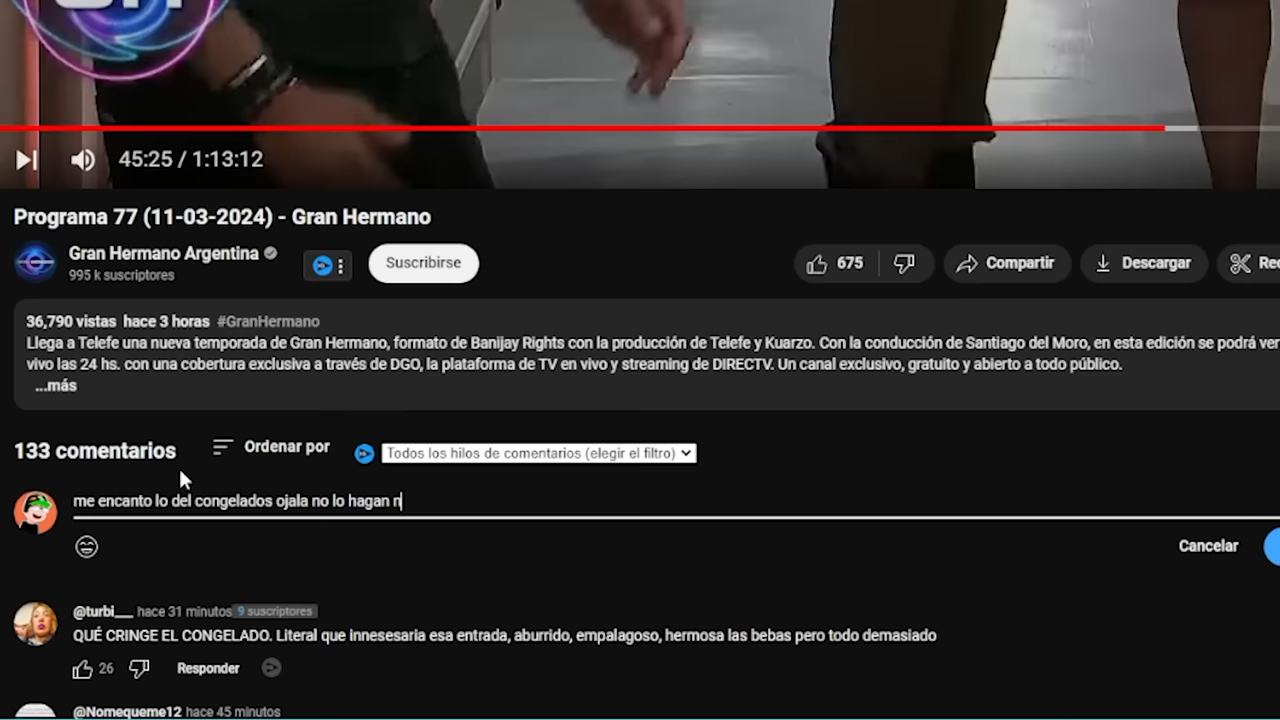 45:25 / 1:13:12
Programa 77 (11-03-2024) - Gran Hermano
Gran Hermano Argentina
995 k suscriptores
Suscribirse
675
Compartir
Descargar
36,790 vistas hace 3 horas #GranHermano
Llega a Telefe una nueva temporada de Gran Hermano, formato de Banijay Rights con la producción de Telefe y Kuarzo. Con la conducción de Santiago del Moro, en esta edición se podrá ver
vivo las 24 hs. con una cobertura exclusiva a través de DGO, la plataforma de TV en vivo y streaming de DIRECTV. Un canal exclusivo, gratuito y abierto a todo público.
...más
133 comentarios
Ordenar por
Todos los hilos de comentarios (elegir el filtro)
me encanto lo del congelados ojala no lo hagan n
Cancelar
@turbi__ hace 31 minutos 9 suscriptores
QUÉ CRINGE EL CONGELADO. Literal que innesesaria esa entrada, aburrido, empalagoso, hermosa las bebas pero todo demasiado
26
Responder
@Nomequeme12 hace 45 minutos